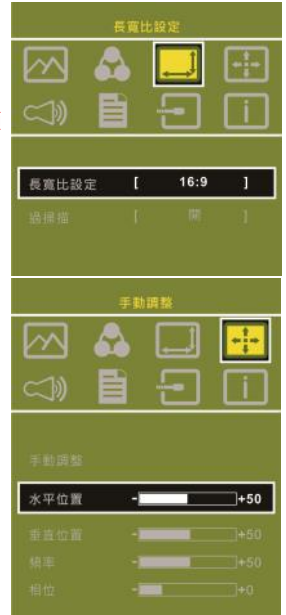 長寬比設定
長寬比設定 [ 16:9 ]
過掃描 [ 開 ]
手動調整
手動調整
水平位置 - +50
垂直位置 - +50
頻率 - +50
相位 - +0